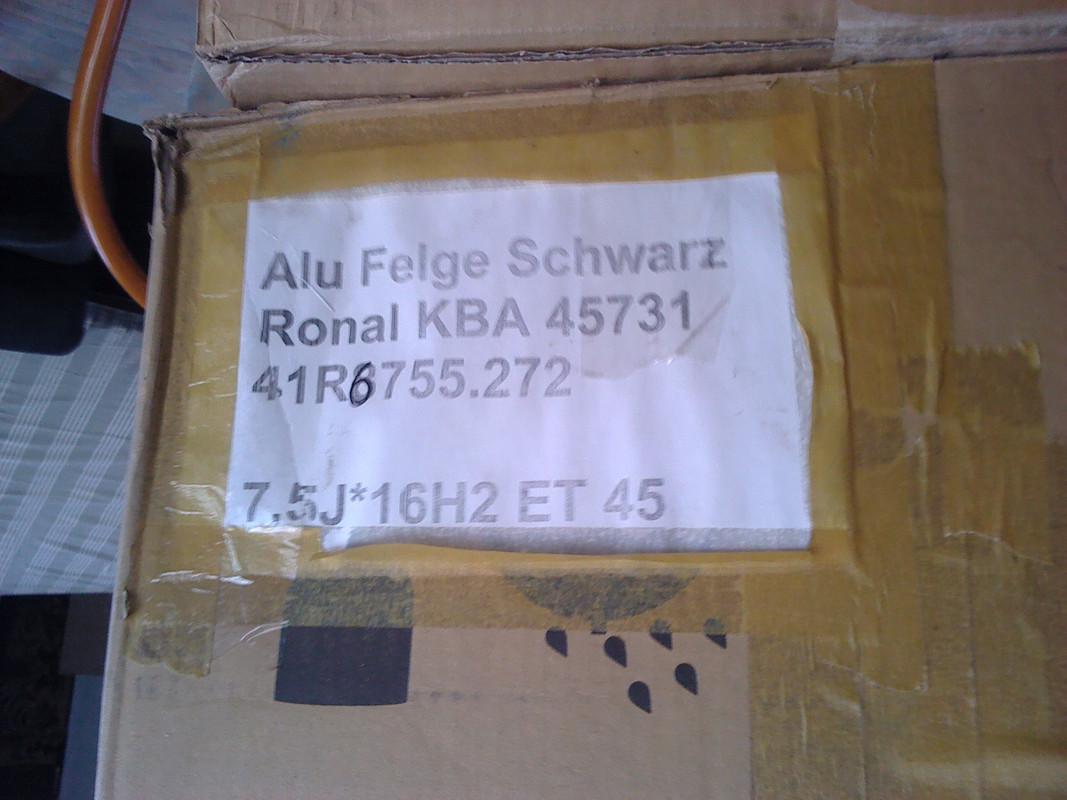 Alu Felge Schwarz
Ronal KBA 45731
41R6755.272
7,5J*16H2 ET 45